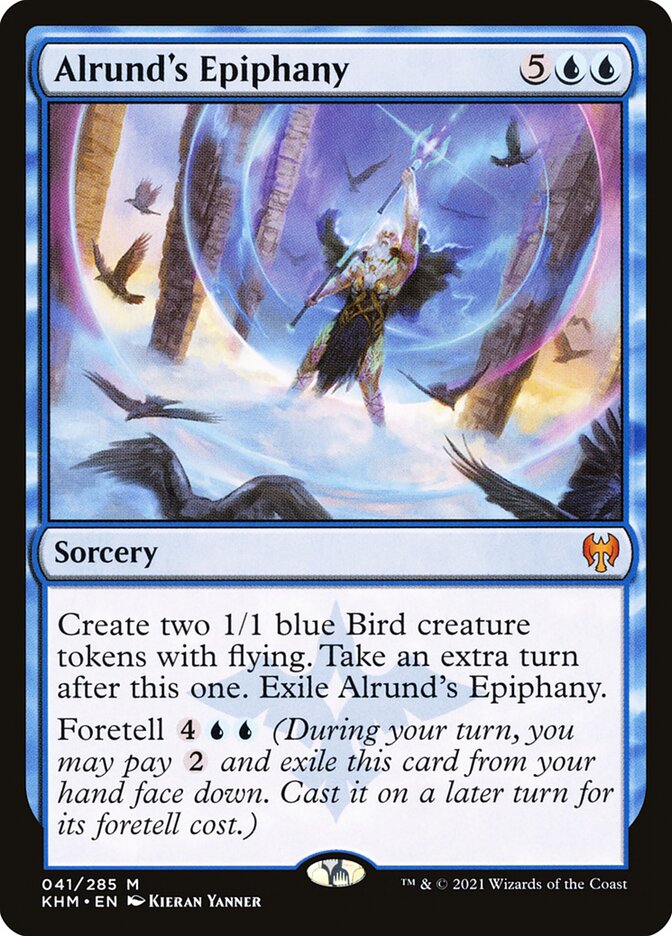 Alrund's Epiphany 5
Sorcery
Create two 1/1 blue Bird creature
tokens with flying. Take an extra turn
after this one. Exile Alrund's Epiphany.
Foretell 4 (During your turn, you
may pay 2 and exile this card from your
hand face down. Cast it on a later turn for
its foretell cost.)
041/285 M
KHM • EN Kieran Yanner
™ & © 2021 Wizards of the Coast